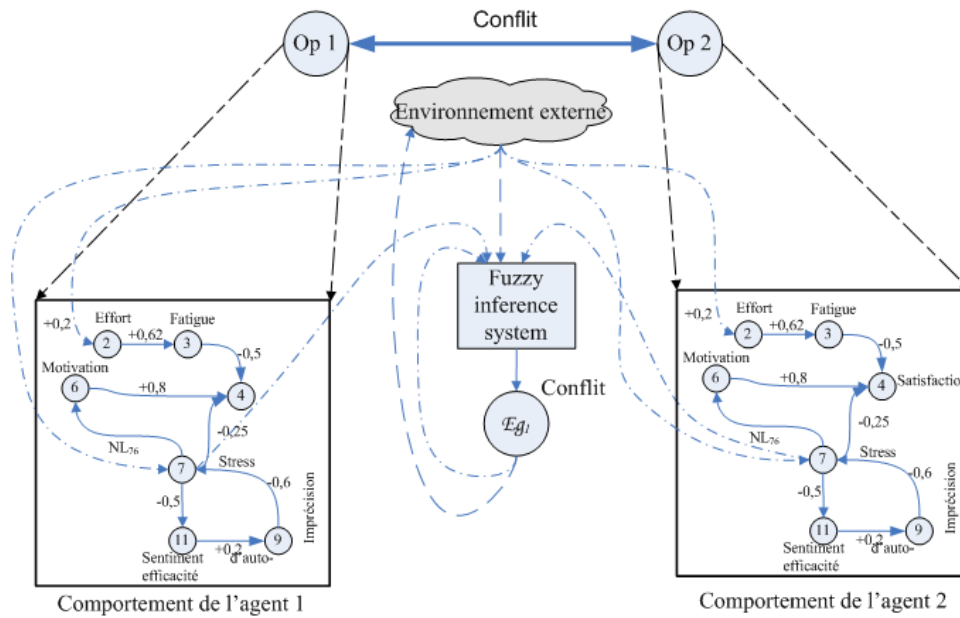 Conflit
Op 1
Op 2
Environnement externe
Fuzzy
inference
system
Conflit
Eg₁
+0,2
Effort
Fatigue
2
+0,62
3
-0,5
Motivation
6
+0,8
4
-0,25
NL₇₆
7
Stress
-0,6
-0,5
11
+0,2
9
Sentiment
d'auto-
efficacité
Imprécision
Comportement de l'agent 1
+0,2
Effort
Fatigue
2
+0,62
3
-0,5
Motivation
6
+0,8
4
Satisfactio
-0,25
NL₇₆
7
Stress
-0,6
-0,5
11
+0,2
9
Sentiment
d'auto-
efficacité
Imprécision
Comportement de l'agent 2